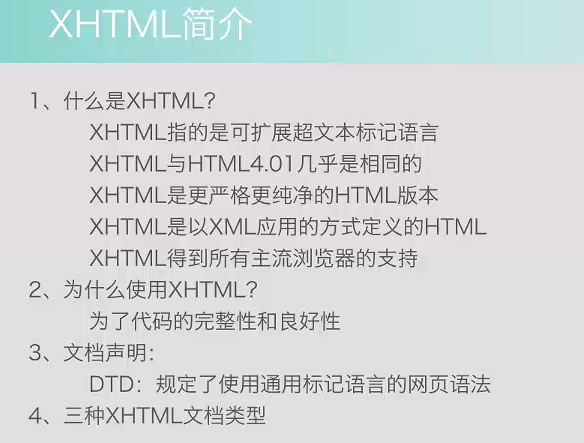 XHTML简介
1、什么是XHTML?
XHTML指的是可扩展超文本标记语言
XHTML与HTML4.01几乎是相同的
XHTML是更严格更纯净的HTML版本
XHTML是以XML应用的方式定义的HTML
XHTML得到所有主流浏览器的支持
2、为什么使用XHTML?
为了代码的完整性和良好性
3、文档声明：
DTD：规定了使用通用标记语言的网页语法
4、三种XHTML文档类型